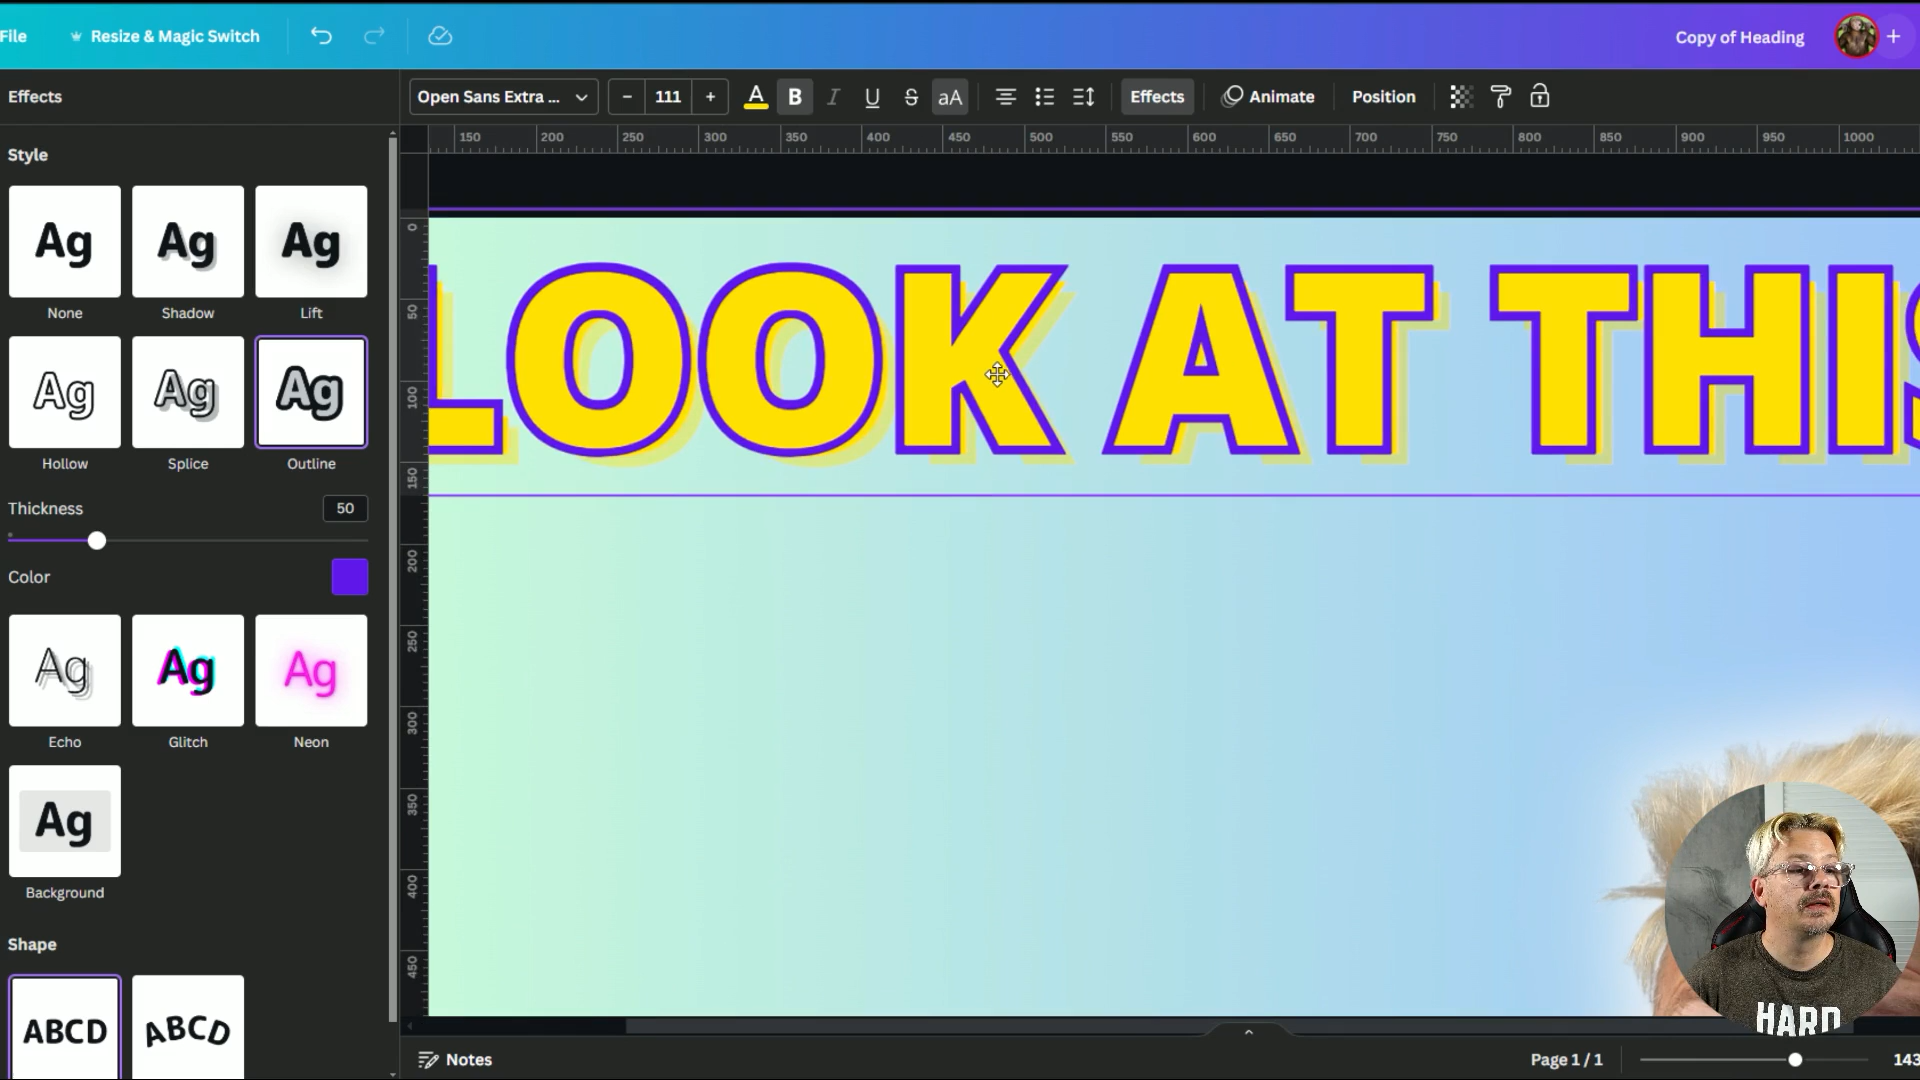 File
Resize & Magic Switch
Copy of Heading
Effects
Open Sans Extra ...
111
A
B
I
U
S
aA
Effects
Animate
Position
150 200 250 300 350 400 450 500 550 600 650 700 750 800 850 900 950 1000
Style
Ag
Ag
Ag
None
Shadow
Lift
Ag
Ag
Ag
Hollow
Splice
Outline
Thickness
50
Color
Ag
Ag
Ag
Echo
Glitch
Neon
Ag
Background
Shape
ABCD
ABCD
0
50
100
150
200
250
300
350
400
450
LOOK AT THIS
HARD
Notes
Page 1 / 1
143